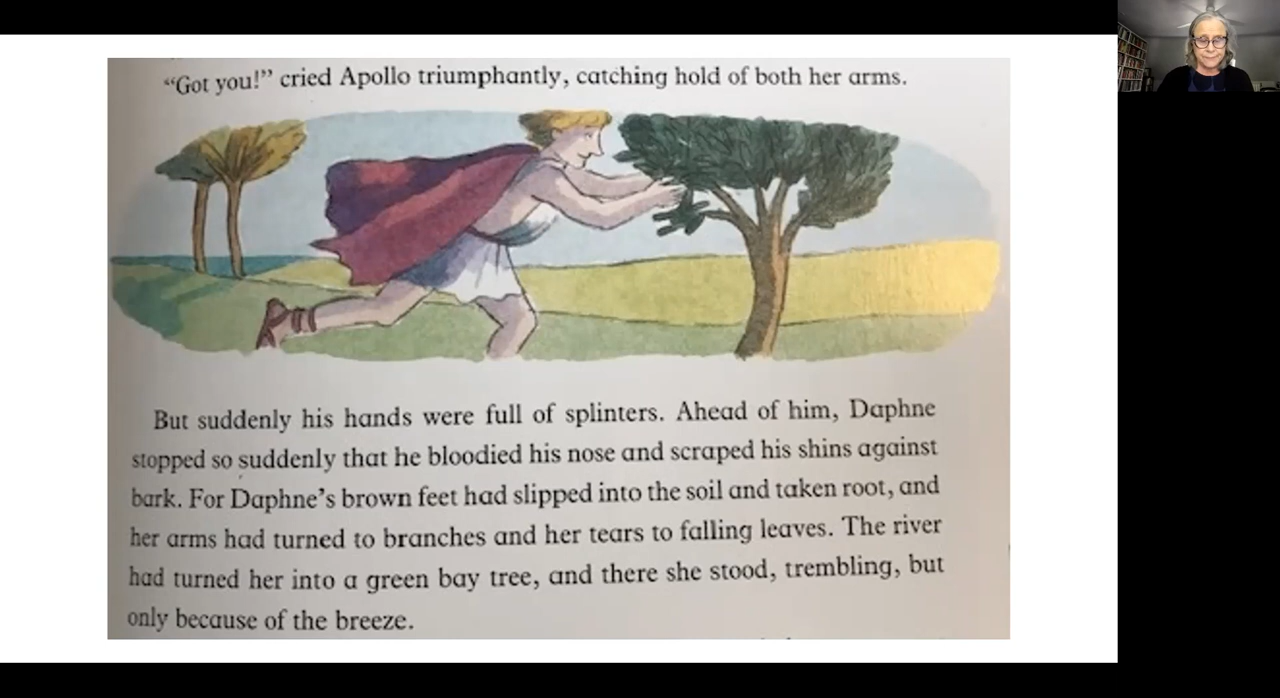 “Got you!” cried Apollo triumphantly, catching hold of both her arms.
But suddenly his hands were full of splinters. Ahead of him, Daphne
stopped so suddenly that he bloodied his nose and scraped his shins against
bark. For Daphne’s brown feet had slipped into the soil and taken root, and
her arms had turned to branches and her tears to falling leaves. The river
had turned her into a green bay tree, and there she stood, trembling, but
only because of the breeze.